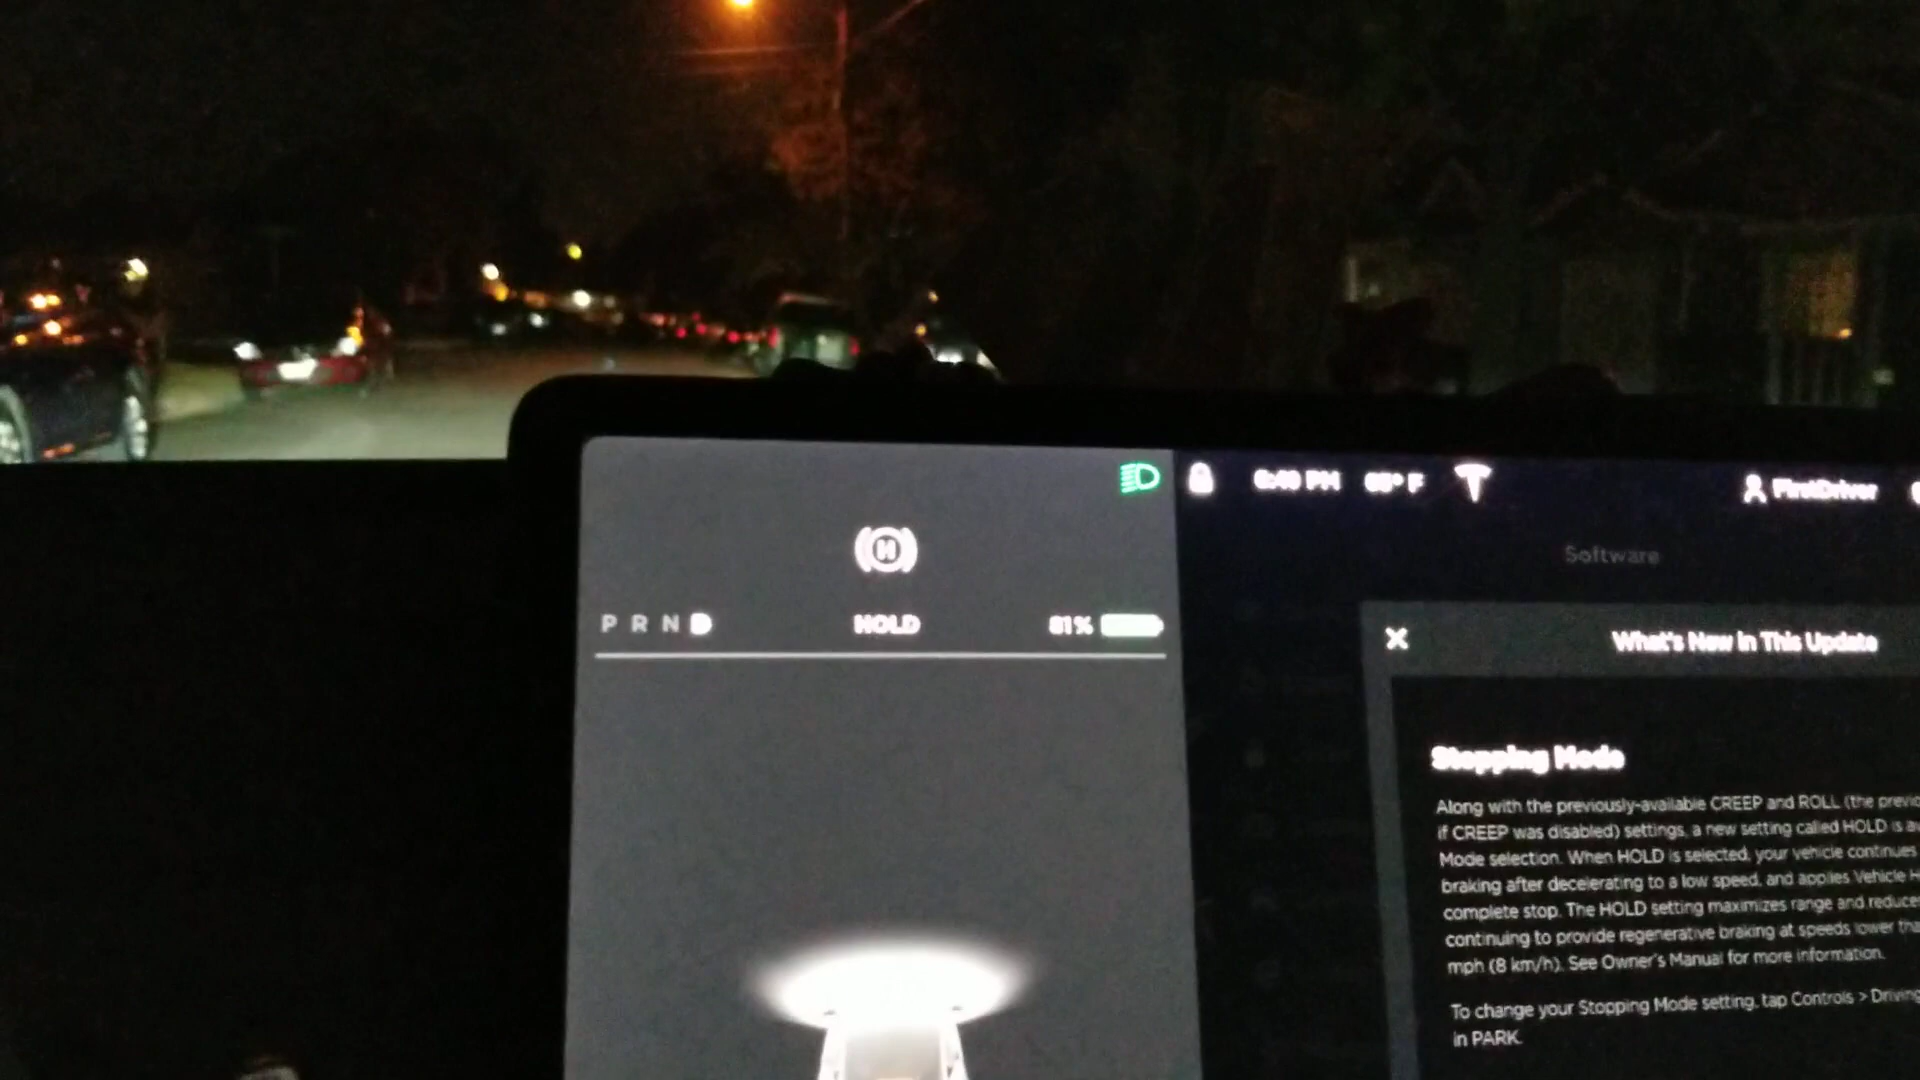 FirstDriver
Software
H
P R N D
HOLD
81%
What's New in This Update
Stopping Mode
Along with the previously-available CREEP and ROLL (the
if CREEP was disabled) settings, a new setting called HOLD is
Mode selection. When HOLD is selected, your vehicle continues
braking after decelerating to a low speed, and applies Vehicle
complete stop. The HOLD setting maximizes range and
continuing to provide regenerative braking at speeds lower
mph (8 km/h). See Owner's Manual for more information.
To change your Stopping Mode setting, tap Controls >
in PARK.